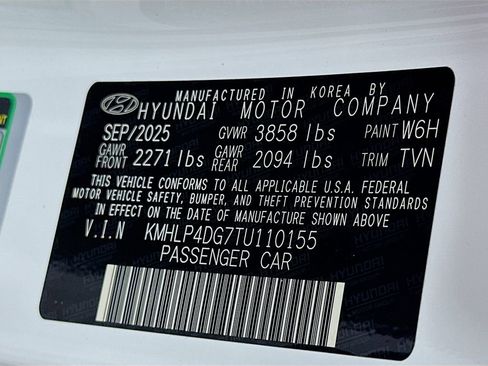 MANUFACTURED IN KOREA BY
HYUNDAI MOTOR COMPANY
SEP/2025 GVWR 3858 lbs PAINT W6H
GAWR FRONT 2271 lbs GAWR REAR 2094 lbs TRIM TVN
THIS VEHICLE CONFORMS TO ALL APPLICABLE U.S.A. FEDERAL
MOTOR VEHICLE SAFETY, BUMPER, AND THEFT PREVENTION STANDARDS
IN EFFECT ON THE DATE OF MANUFACTURE SHOWN ABOVE
V.I.N KMHLP4DG7TU110155
PASSENGER CAR